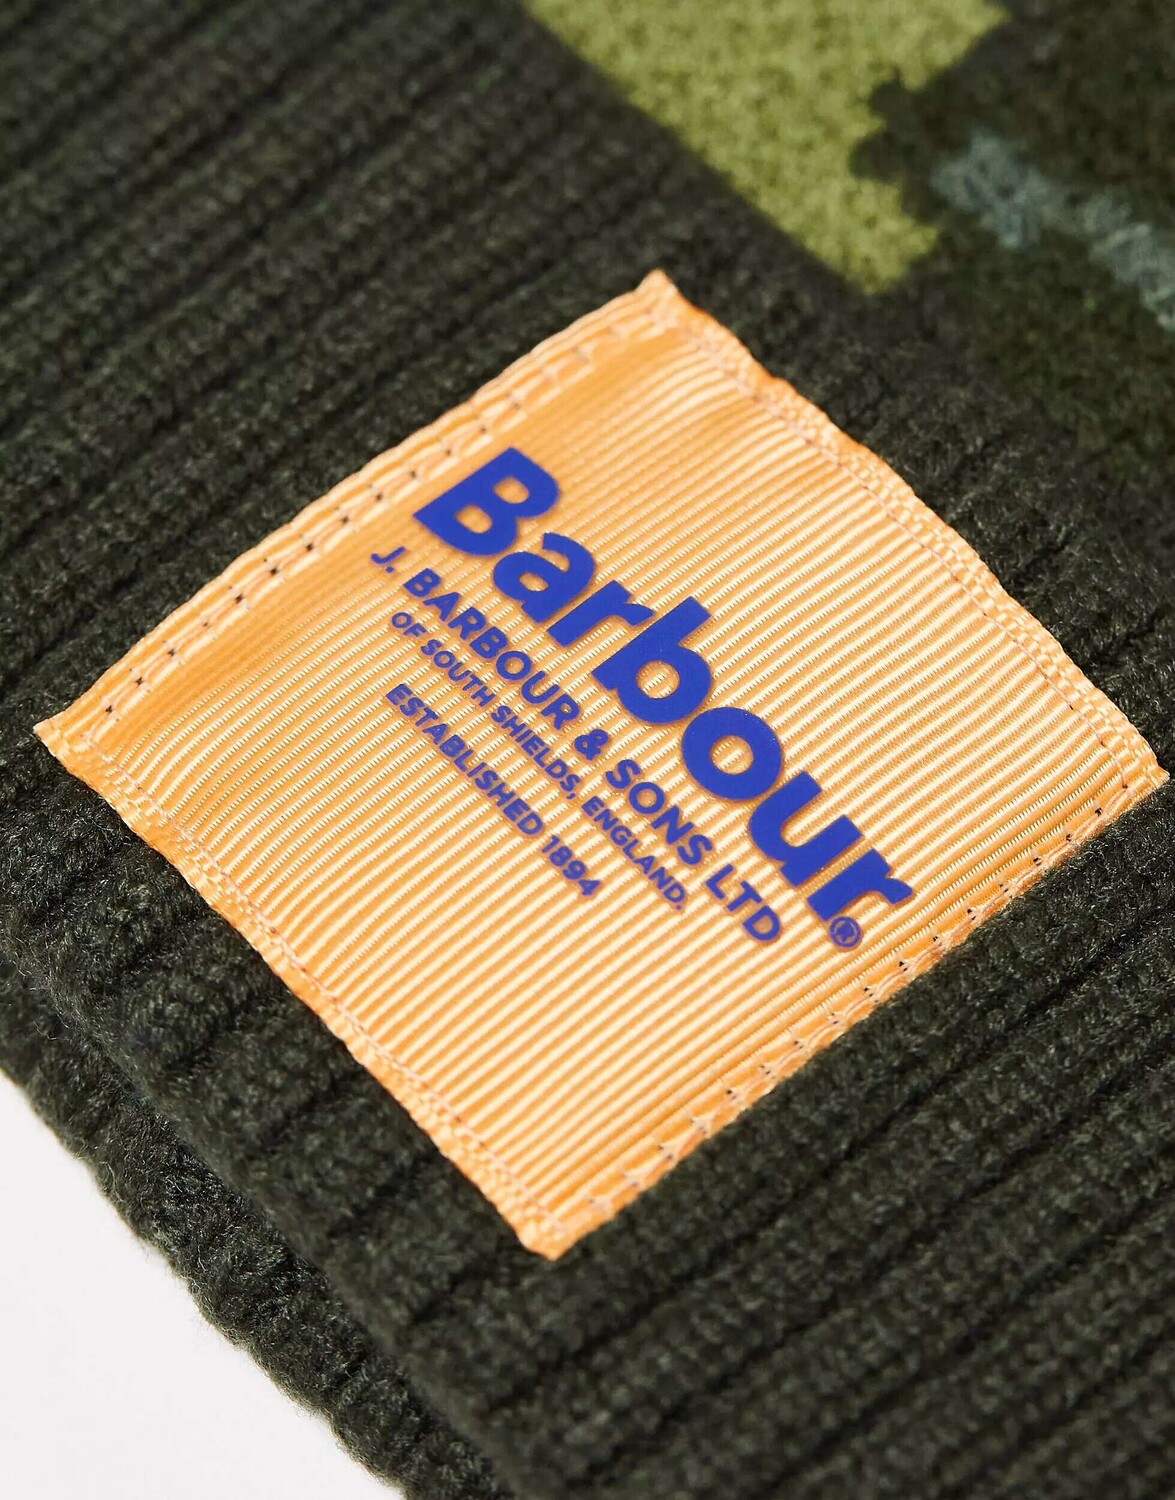 Barbour®
J. BARBOUR & SONS LTD
OF SOUTH SHIELDS, ENGLAND.
ESTABLISHED 1894